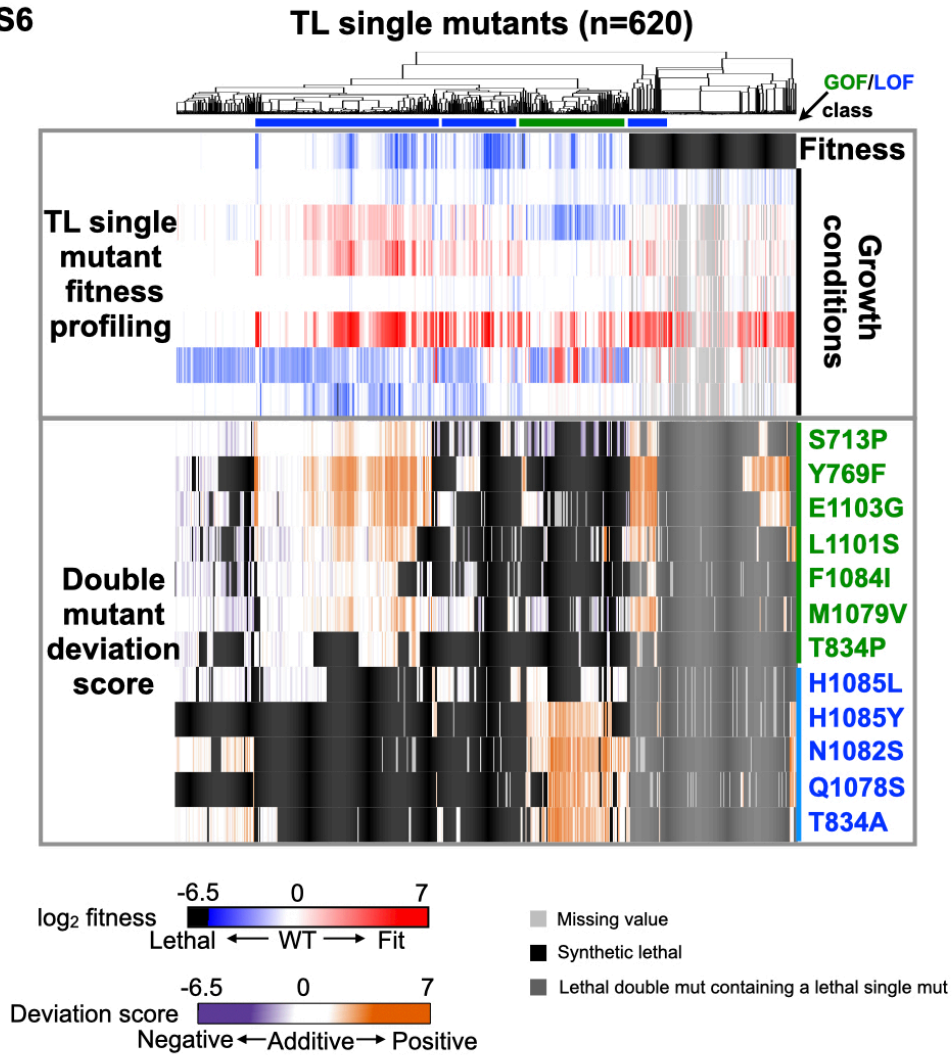 S6
TL single mutants (n=620)
GOF/LOF
class
Fitness
TL single
mutant
fitness
profiling
Growth
conditions
Double
mutant
deviation
score
S713P
Y769F
E1103G
L1101S
F1084I
M1079V
T834P
H1085L
H1085Y
N1082S
Q1078S
T834A
-6.5 0 7
log₂ fitness
Lethal ← WT → Fit
-6.5 0 7
Deviation score
Negative ← Additive → Positive
Missing value
Synthetic lethal
Lethal double mut containing a lethal single mut